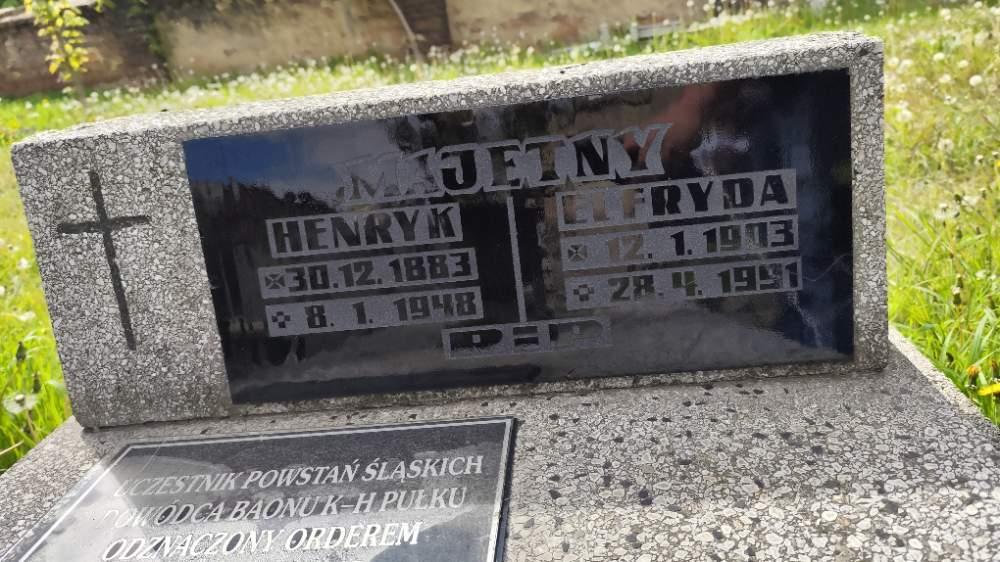 MAJETNY
HENRYK
30.12.1883
8. 1. 1948
ELFRYDA
12. 1. 1903
28. 4. 1991
UCZESTNIK POWSTAŃ ŚLĄSKICH
DOWÓDCA BAONU K-H PUŁKU
ODZNACZONY ORDEREM